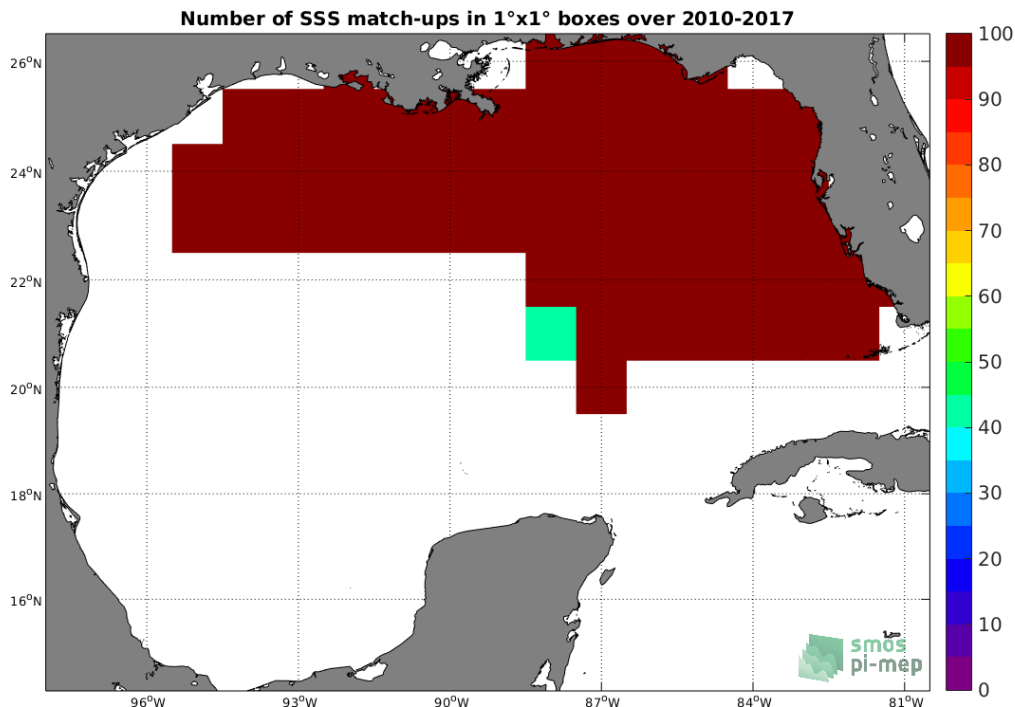 Number of SSS match-ups in 1°x1° boxes over 2010-2017
26°N
24°N
22°N
20°N
18°N
16°N
96°W
93°W
90°W
87°W
84°W
81°W
100
90
80
70
60
50
40
30
20
10
0
smos
pi-mep